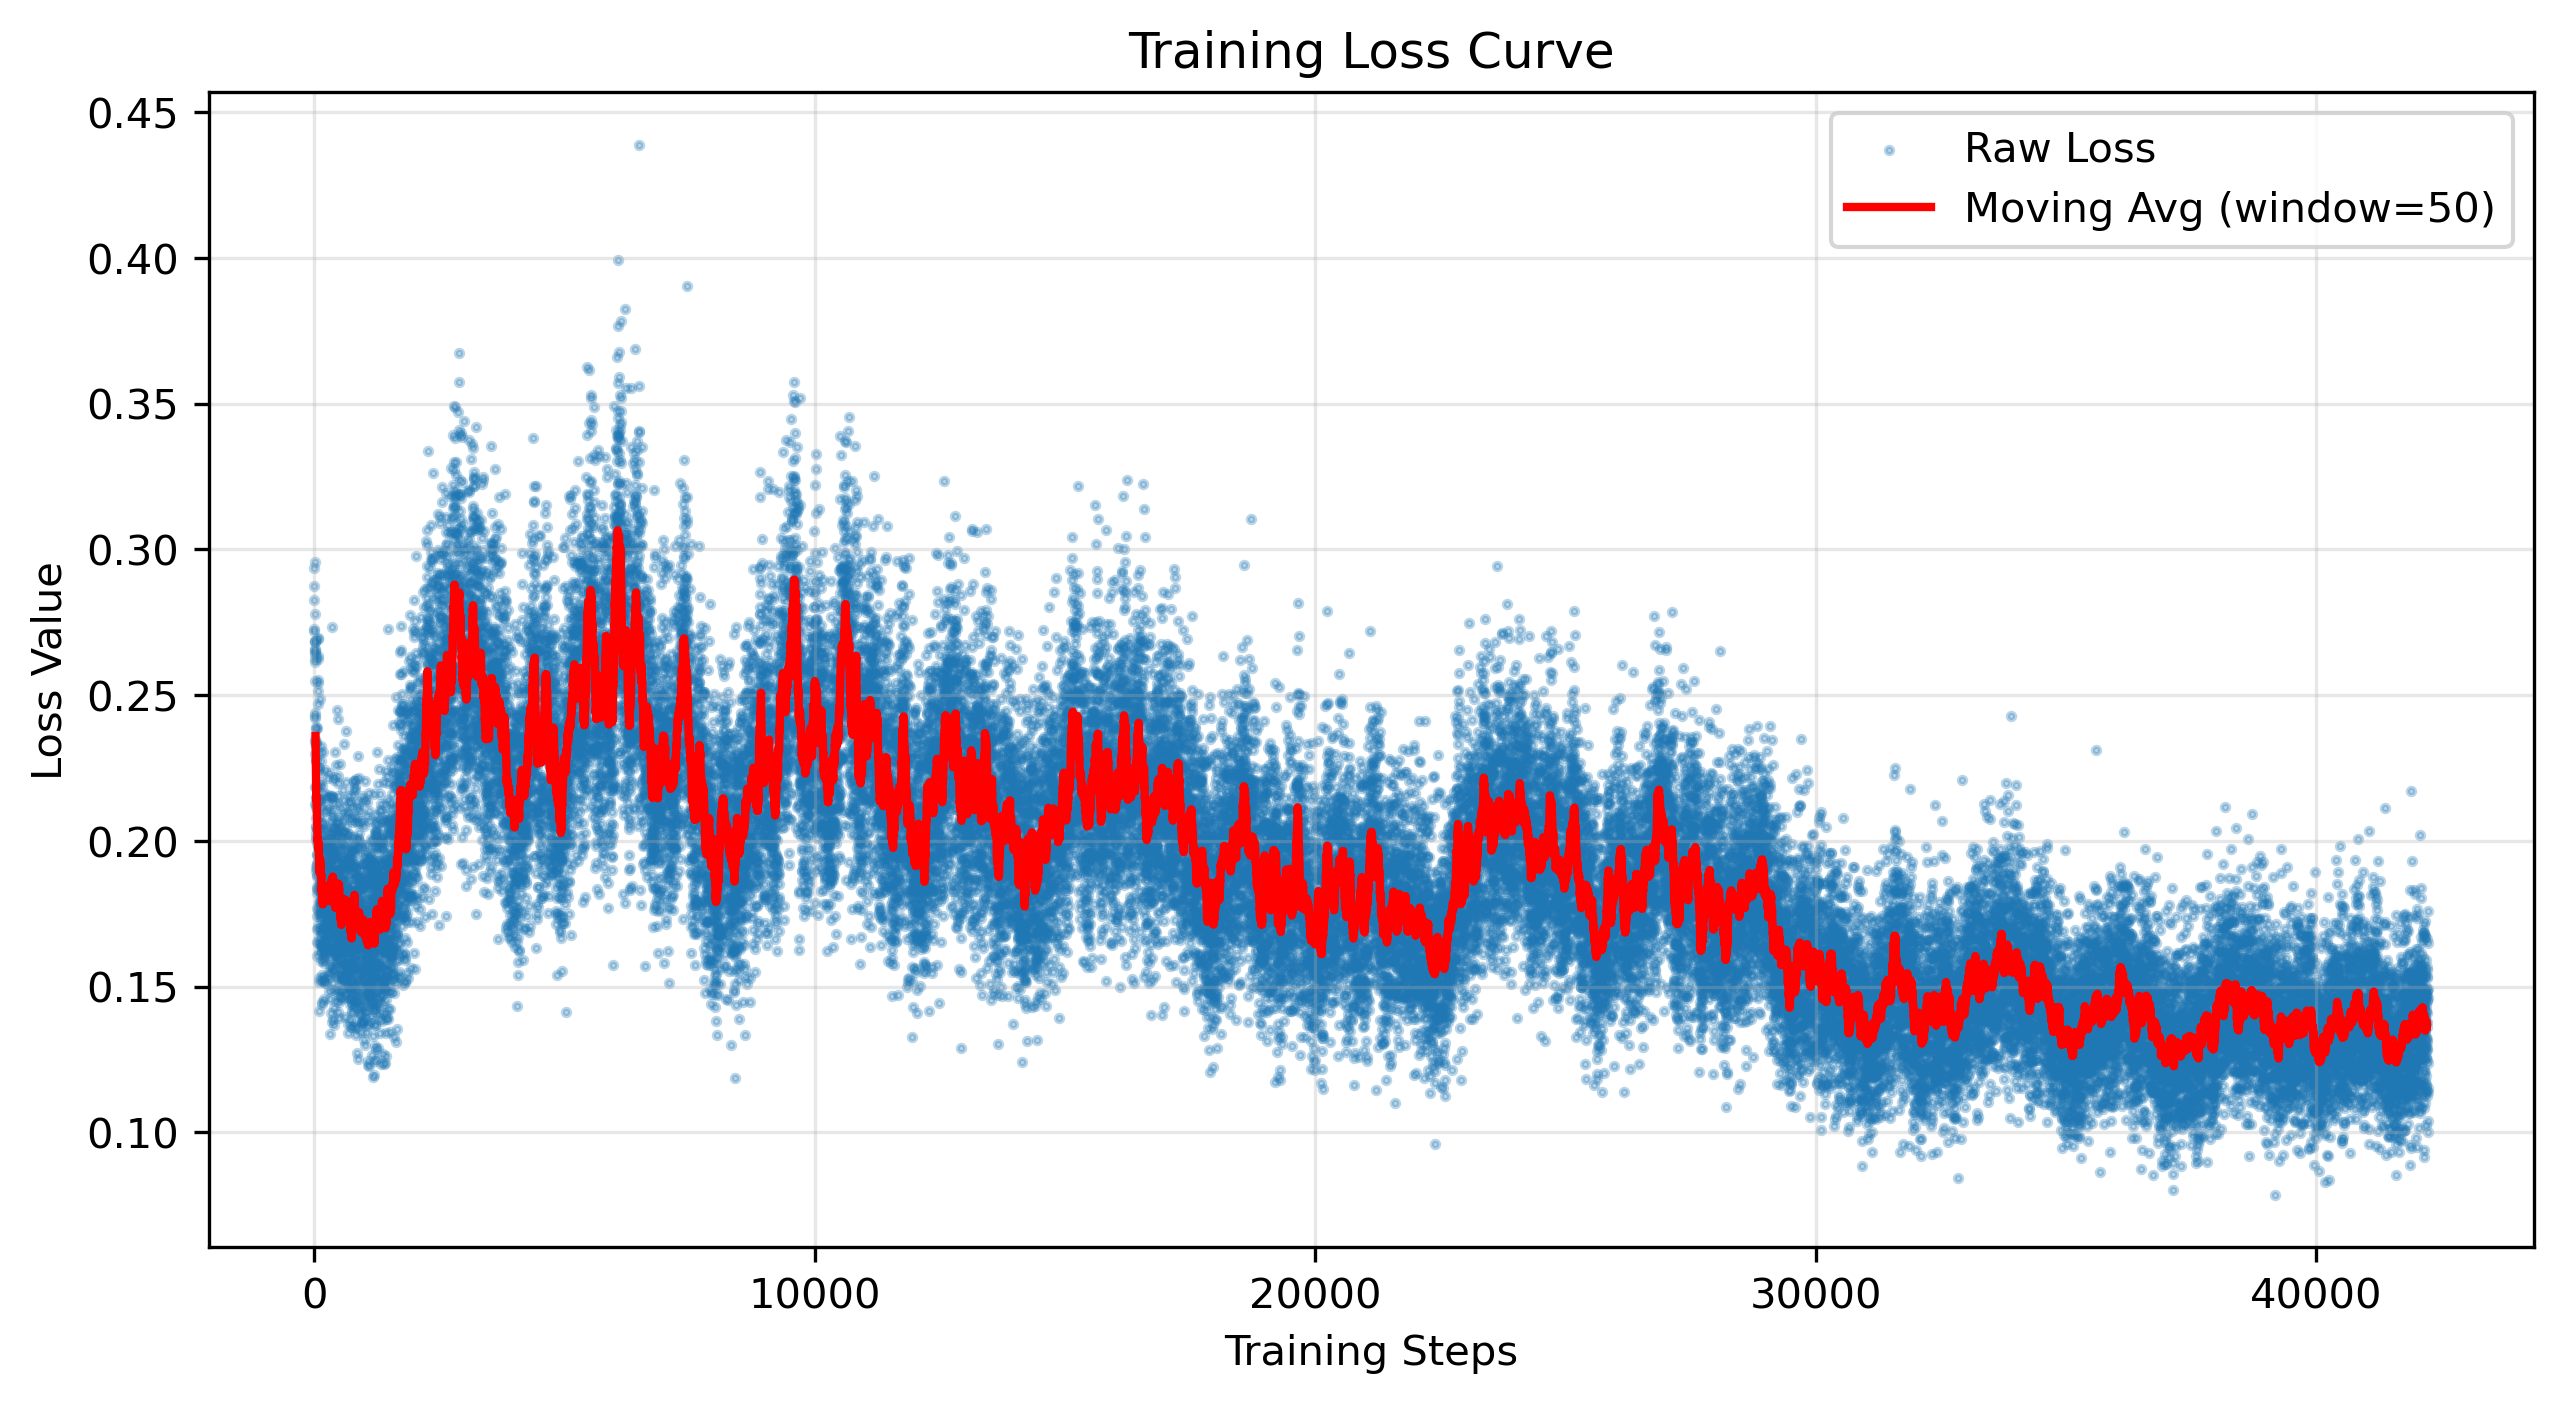 Training Loss Curve
Raw Loss
Moving Avg (window=50)
Loss Value
0.45
0.40
0.35
0.30
0.25
0.20
0.15
0.10
0
10000
20000
30000
40000
Training Steps